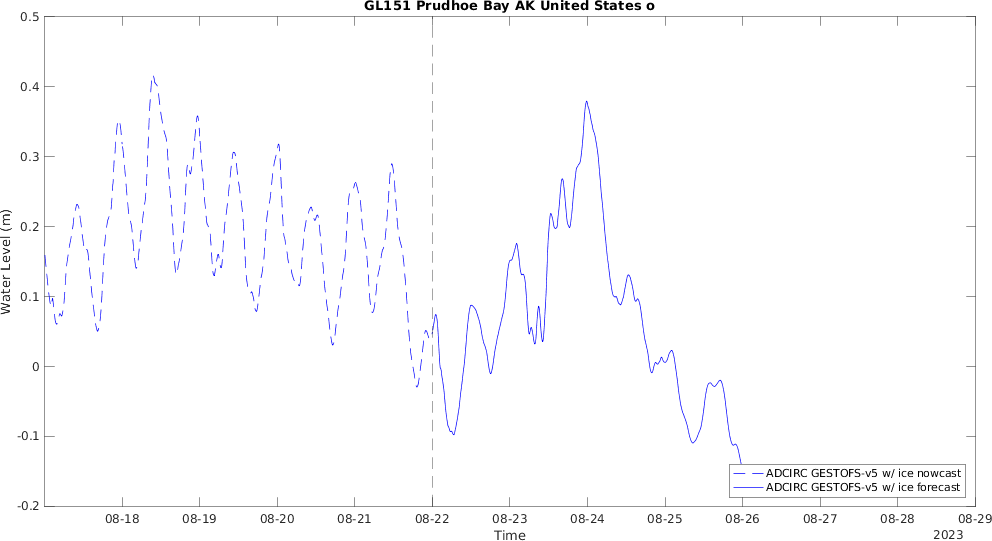 GL151 Prudhoe Bay AK United States o
0.5
0.4
0.3
0.2
0.1
0
-0.1
-0.2
Water Level (m)
ADCIRC GESTOFS-v5 w/ ice nowcast
ADCIRC GESTOFS-v5 w/ ice forecast
08-18 08-19 08-20 08-21 08-22 08-23 08-24 08-25 08-26 08-27 08-28 08-29
Time
2023